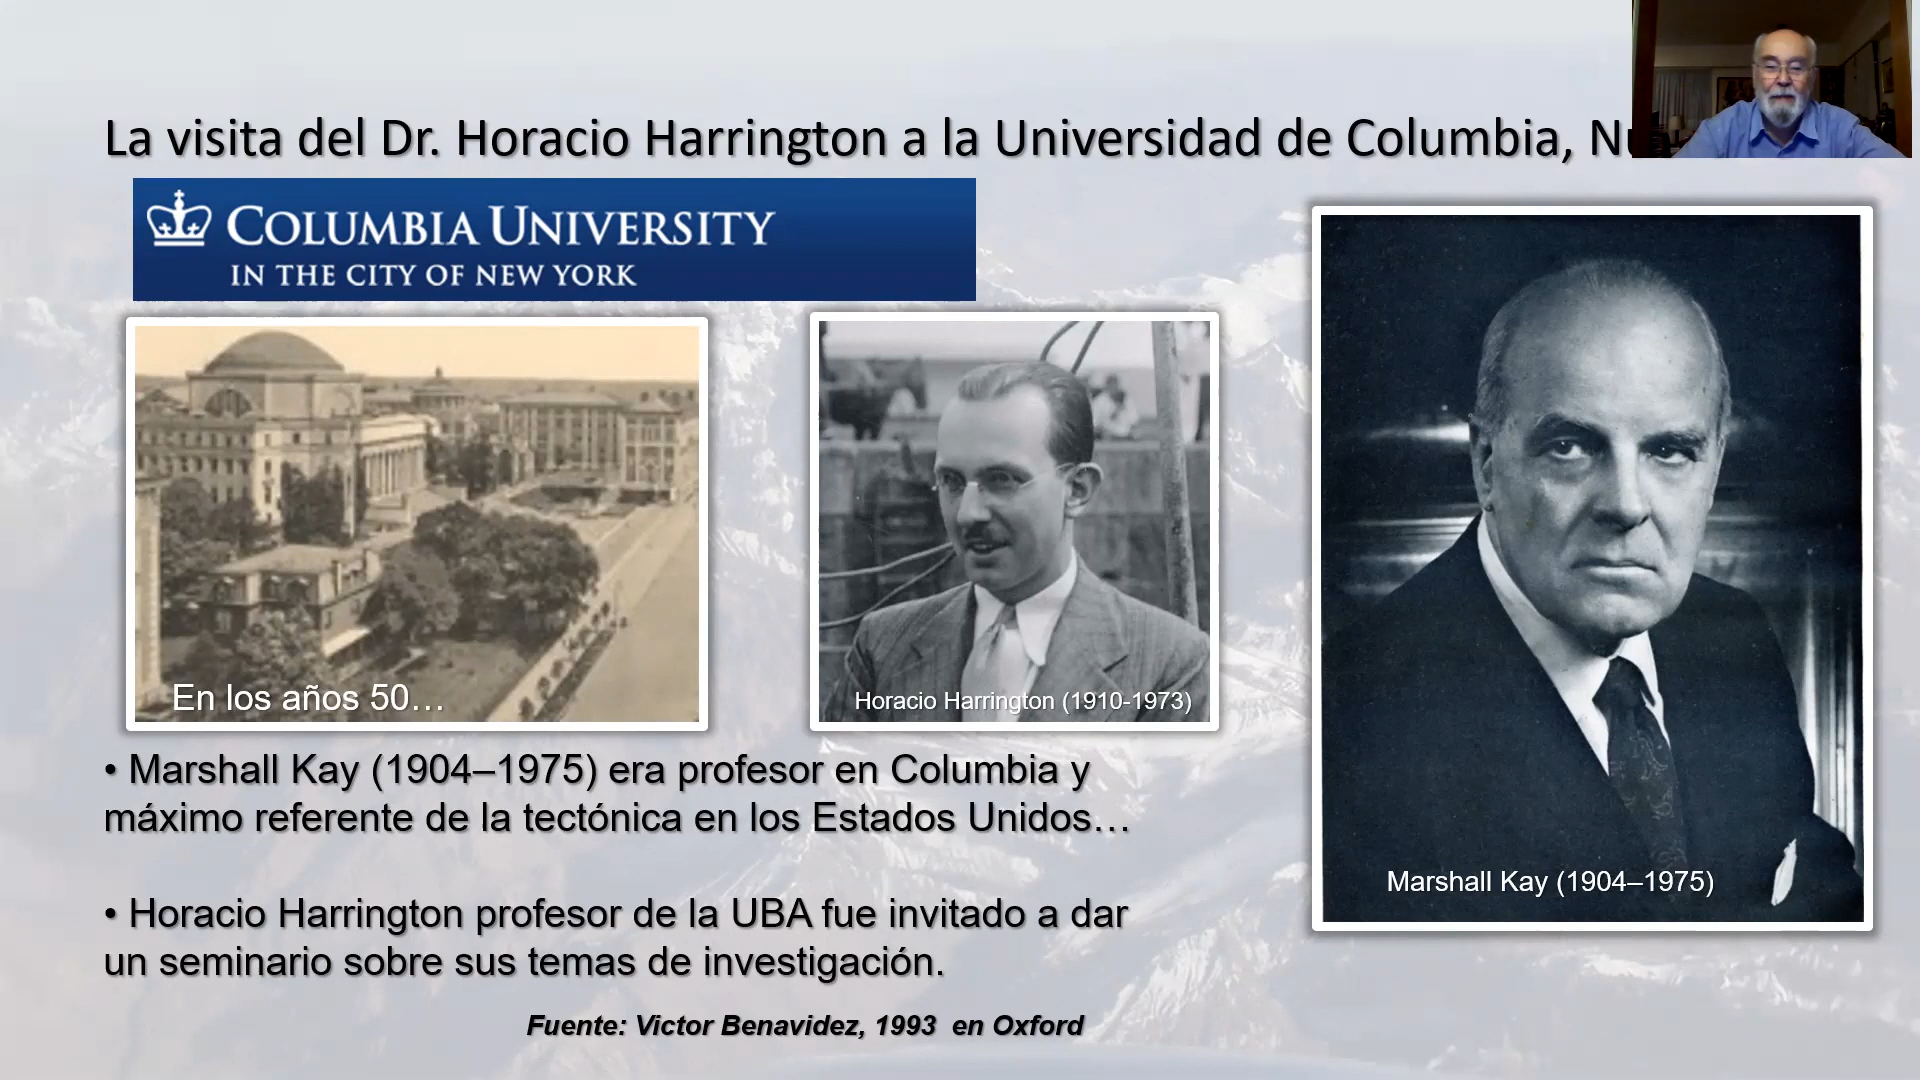 La visita del Dr. Horacio Harrington a la Universidad de Columbia,
COLUMBIA UNIVERSITY
IN THE CITY OF NEW YORK
En los años 50…
Horacio Harrington (1910-1973)
Marshall Kay (1904–1975)
• Marshall Kay (1904–1975) era profesor en Columbia y
máximo referente de la tectónica en los Estados Unidos…
• Horacio Harrington profesor de la UBA fue invitado a dar
un seminario sobre sus temas de investigación.
Fuente: Victor Benavidez, 1993 en Oxford